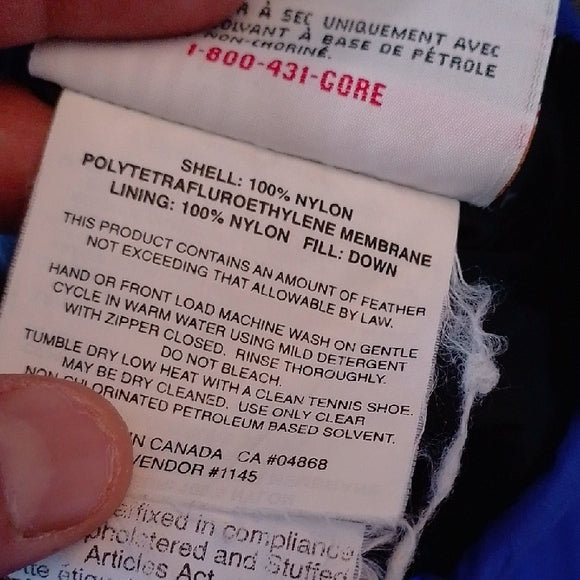 À SEC UNIQUEMENT AVEC
À BASE DE PÉTROLE
NON-CHORINÉ.
1-800-431-GORE
SHELL: 100% NYLON
POLYTETRAFLUROETHYLENE MEMBRANE
LINING: 100% NYLON FILL: DOWN
THIS PRODUCT CONTAINS AN AMOUNT OF FEATHER
NOT EXCEEDING THAT ALLOWABLE BY LAW.
HAND OR FRONT LOAD MACHINE WASH ON GENTLE
CYCLE IN WARM WATER USING MILD DETERGENT
WITH ZIPPER CLOSED. RINSE THOROUGHLY.
DO NOT BLEACH.
TUMBLE DRY LOW HEAT WITH A CLEAN TENNIS SHOE.
MAY BE DRY CLEANED. USE ONLY CLEAR
NON CHLORINATED PETROLEUM BASED SOLVENT.
IN CANADA CA #04868
VENDOR #1145
affixed in compliance
and Stuffed
Articles Act